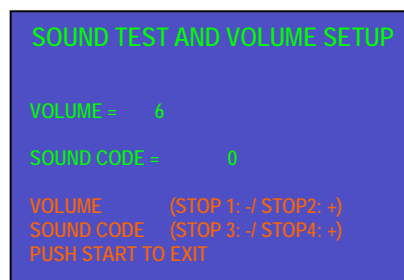 SOUND TEST AND VOLUME SETUP
VOLUME = 6
SOUND CODE = 0
VOLUME (STOP 1: -/ STOP2: +)
SOUND CODE (STOP 3: -/ STOP4: +)
PUSH START TO EXIT